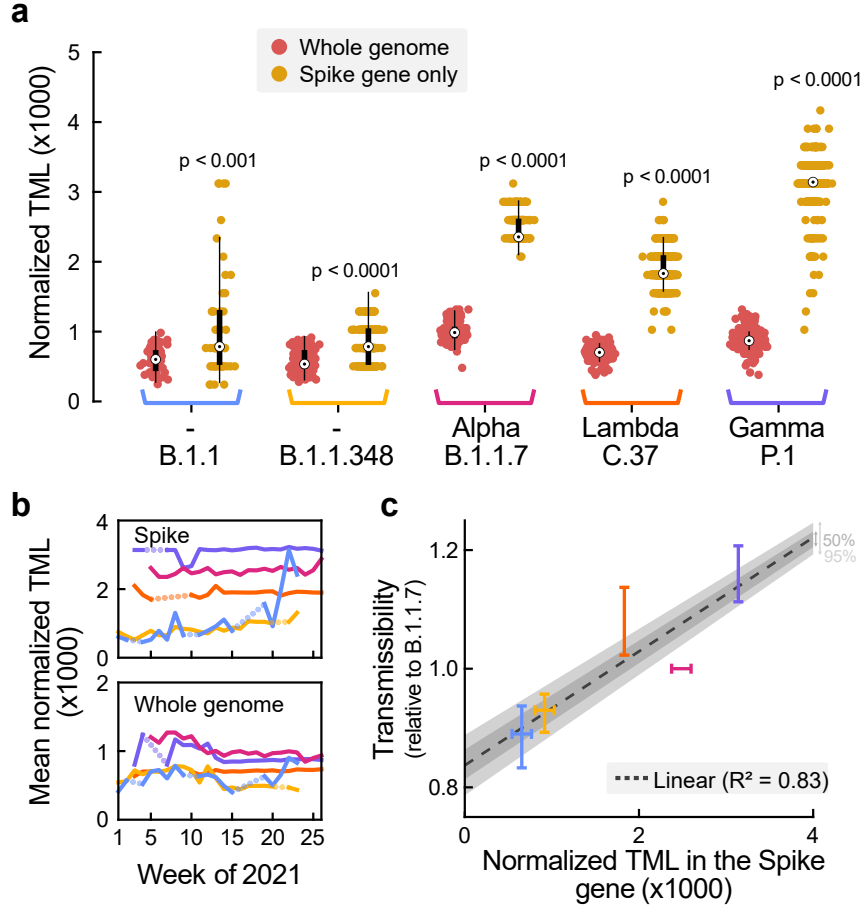 a
Normalized TML (x1000)
5
4
3
2
1
0
Whole genome
Spike gene only
p < 0.001
p < 0.0001
p < 0.0001
p < 0.0001
p < 0.0001
-
B.1.1
-
B.1.1.348
Alpha
B.1.1.7
Lambda
C.37
Gamma
P.1
b
Mean normalized TML
(x1000)
4
2
0
Spike
2
1
0
Whole genome
1
5
10
15
20
25
Week of 2021
c
Transmissibility
(relative to B.1.1.7)
1.2
1.0
0.8
50%
95%
Linear (R² = 0.83)
0
2
4
Normalized TML in the Spike
gene (x1000)